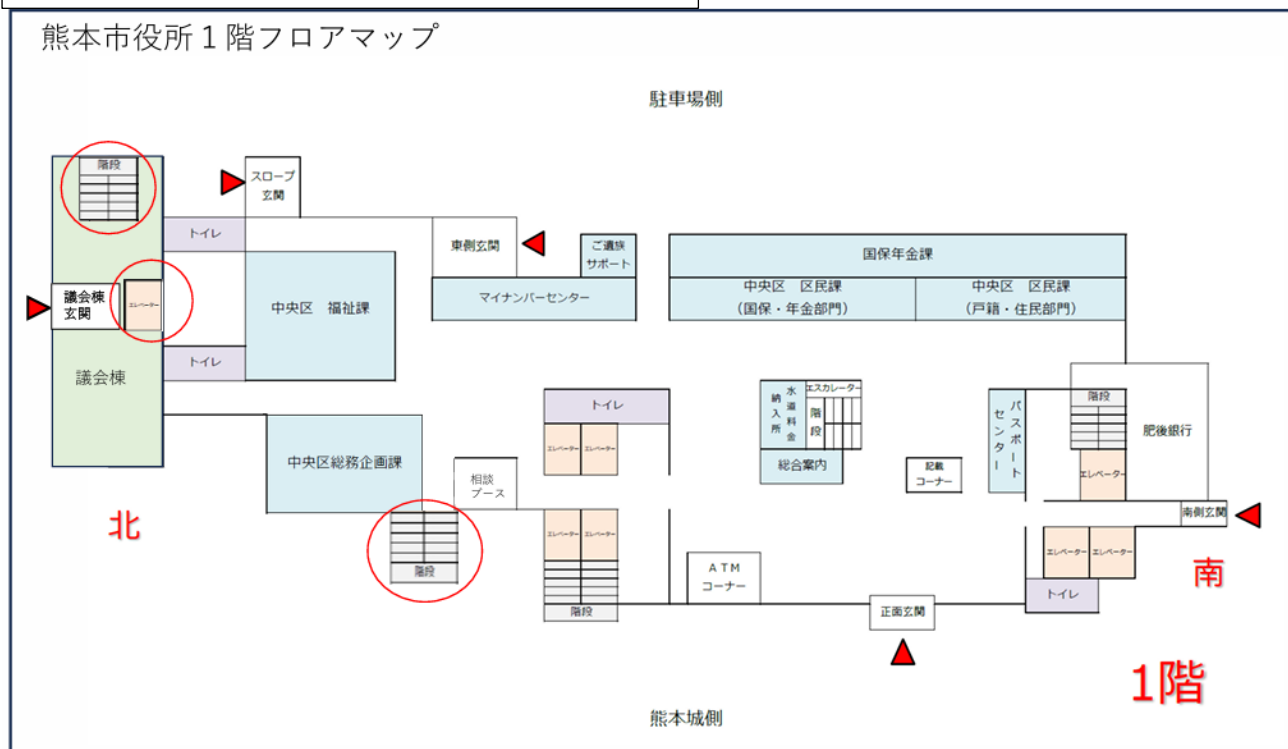 熊本市役所1階フロアマップ
駐車場側
階段
スロープ
玄関
トイレ
東側玄関
ご遺族
サポート
国保年金課
議会棟
玄関
エレベーター
中央区　福祉課
マイナンバーセンター
中央区　区民課
（国保・年金部門）
中央区　区民課
（戸籍・住民部門）
トイレ
議会棟
トイレ
水道料金
納入所
エスカレーター
階段
パスポート
センター
階段
肥後銀行
エレベーター
エレベーター
中央区総務企画課
相談
ブース
総合案内
記載
コーナー
エレベーター
北
階段
エレベーター
エレベーター
階段
ATM
コーナー
正面玄関
南側玄関
エレベーター
エレベーター
トイレ
南
1階
熊本城側